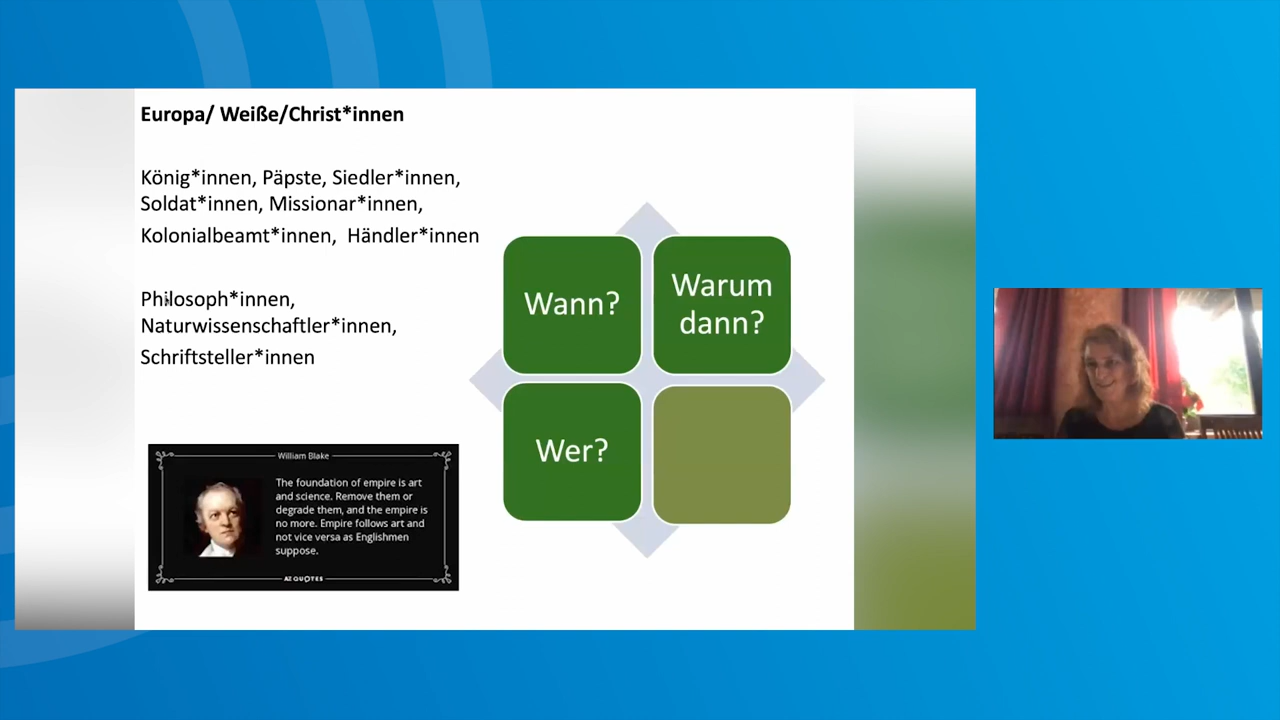 Europa/ Weiße/Christ*innen
König*innen, Päpste, Siedler*innen,
Soldat*innen, Missionar*innen,
Kolonialbeamt*innen, Händler*innen
Philosoph*innen,
Naturwissenschaftler*innen,
Schriftsteller*innen
Wann?
Warum
dann?
Wer?
William Blake
The foundation of empire is art
and science. Remove them or
degrade them, and the empire is
no more. Empire follows art and
not vice versa as Englishmen
suppose.
AZ QUOTES